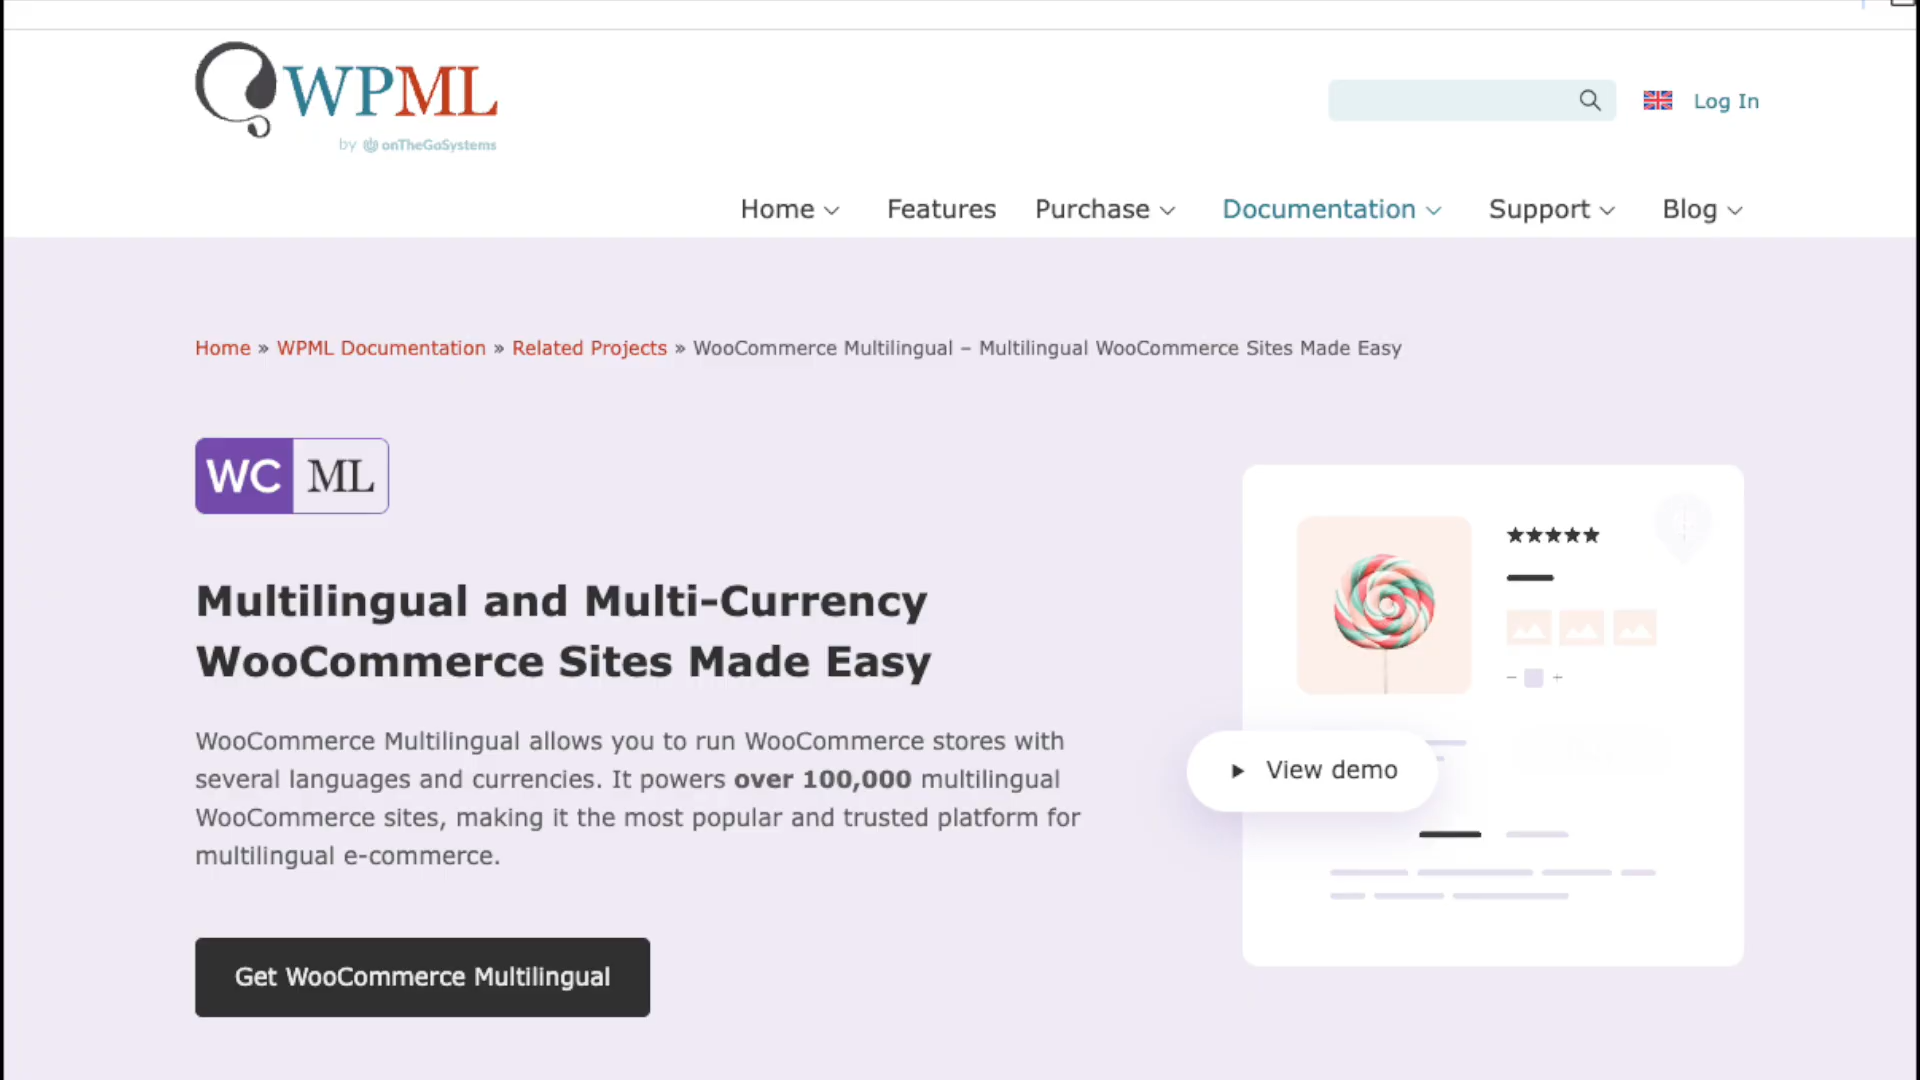 WPML
by onTheGoSystems
Log In
Home
Features
Purchase
Documentation
Support
Blog
Home » WPML Documentation » Related Projects » WooCommerce Multilingual – Multilingual WooCommerce Sites Made Easy
WC ML
Multilingual and Multi-Currency
WooCommerce Sites Made Easy
WooCommerce Multilingual allows you to run WooCommerce stores with
several languages and currencies. It powers over 100,000 multilingual
WooCommerce sites, making it the most popular and trusted platform for
multilingual e-commerce.
View demo
Get WooCommerce Multilingual